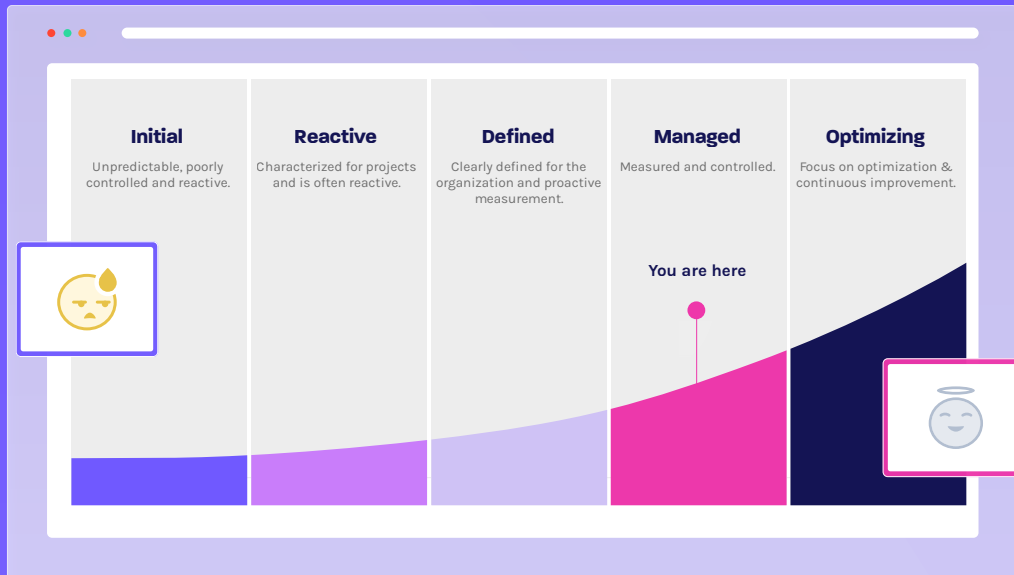 Initial
Unpredictable, poorly
controlled and reactive.
Reactive
Characterized for projects
and is often reactive.
Defined
Clearly defined for the
organization and proactive
measurement.
Managed
Measured and controlled.
Optimizing
Focus on optimization &
continuous improvement.
You are here